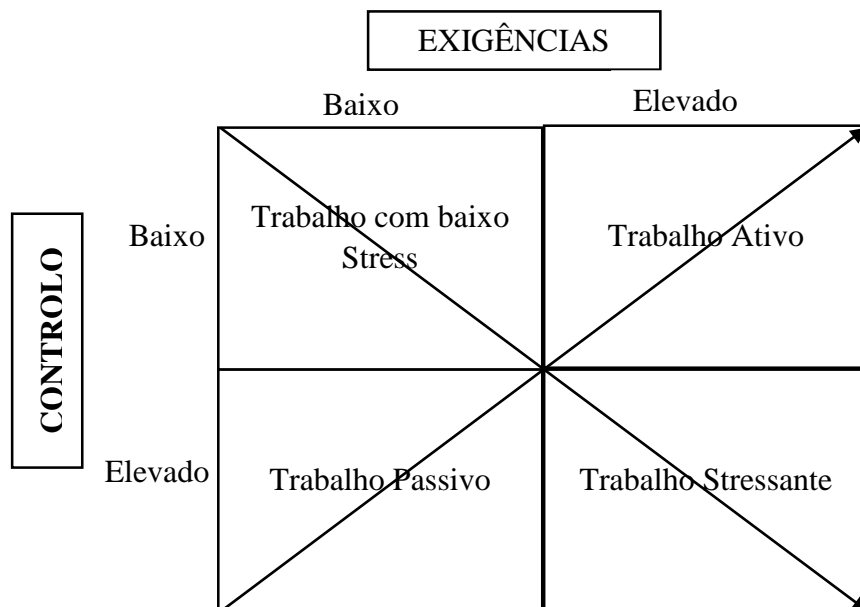 EXIGÊNCIAS
Baixo
Elevado
CONTROLO
Baixo
Trabalho com baixo
Stress
Trabalho Ativo
Elevado
Trabalho Passivo
Trabalho Stressante